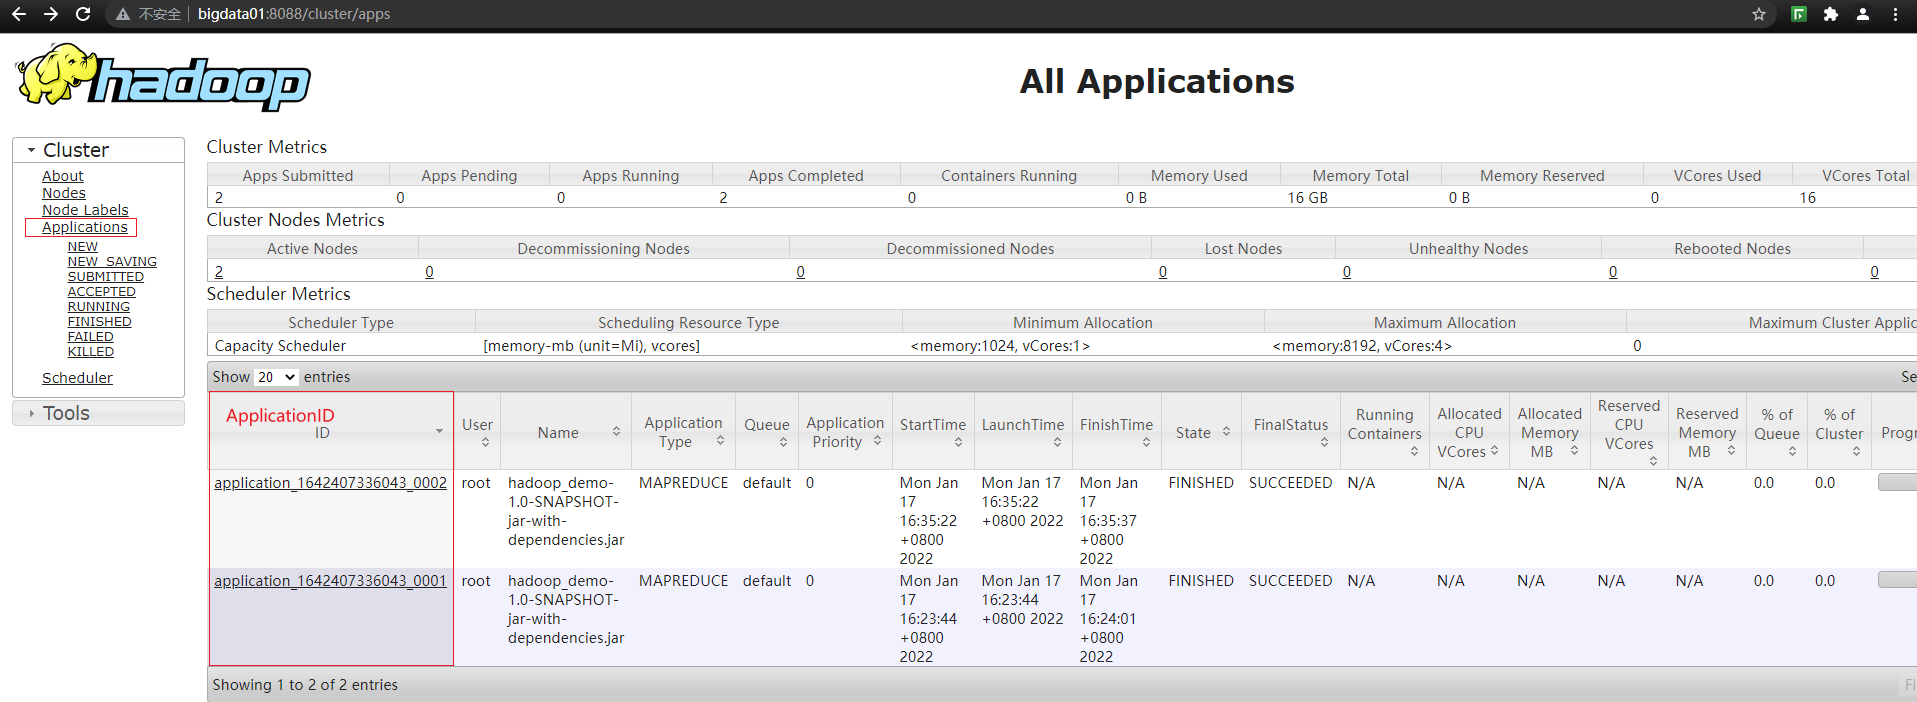 不安全 bigdata01:8088/cluster/apps
hadoop
All Applications
Cluster
About
Nodes
Node Labels
Applications
NEW
NEW_SAVING
SUBMITTED
ACCEPTED
RUNNING
FINISHED
FAILED
KILLED
Scheduler
Tools
Cluster Metrics
Apps Submitted Apps Pending Apps Running Apps Completed Containers Running Memory Used Memory Total Memory Reserved VCores Used VCores Total
2 0 0 2 0 0 B 16 GB 0 B 0 16
Cluster Nodes Metrics
Active Nodes Decommissioning Nodes Decommissioned Nodes Lost Nodes Unhealthy Nodes Rebooted Nodes
2 0 0 0 0 0 0
Scheduler Metrics
Scheduler Type Scheduling Resource Type Minimum Allocation Maximum Allocation Maximum Cluster Applic
Capacity Scheduler [memory-mb (unit=Mi), vcores] <memory:1024, vCores:1> <memory:8192, vCores:4> 0
Show 20 entries Se
ApplicationID
ID User Name Application Type Queue Application Priority StartTime LaunchTime FinishTime State FinalStatus Running Containers Allocated CPU VCores Allocated Memory MB Reserved CPU VCores Reserved Memory MB % of Queue % of Cluster Progr
application_1642407336043_0002 root hadoop_demo- MAPREDUCE default 0 Mon Jan Mon Jan 17 Mon Jan FINISHED SUCCEEDED N/A N/A N/A N/A N/A 0.0 0.0
1.0-SNAPSHOT- 17 16:35:22 17
jar-with- 16:35:22 +0800 2022 16:35:37
dependencies.jar +0800 +0800
2022 2022
application_1642407336043_0001 root hadoop_demo- MAPREDUCE default 0 Mon Jan Mon Jan 17 Mon Jan FINISHED SUCCEEDED N/A N/A N/A N/A N/A 0.0 0.0
1.0-SNAPSHOT- 17 16:23:44 17
jar-with- 16:23:44 +0800 2022 16:24:01
dependencies.jar +0800 +0800
2022 2022
Showing 1 to 2 of 2 entries Fi